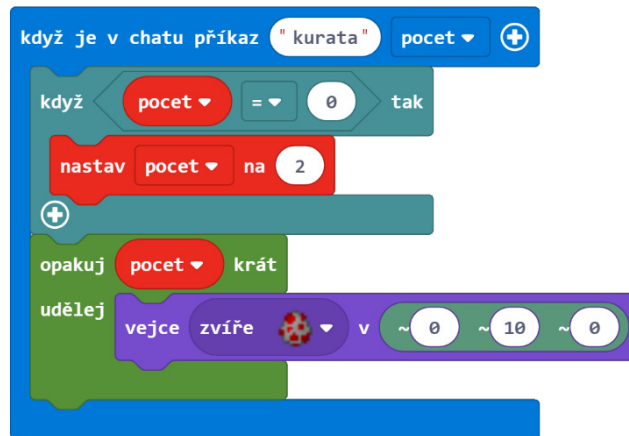 když je v chatu příkaz "kurata" pocet
když pocet = 0 tak
nastav pocet na 2
opakuj pocet krát
udělej
vejce zvíře v ~0 ~10 ~0